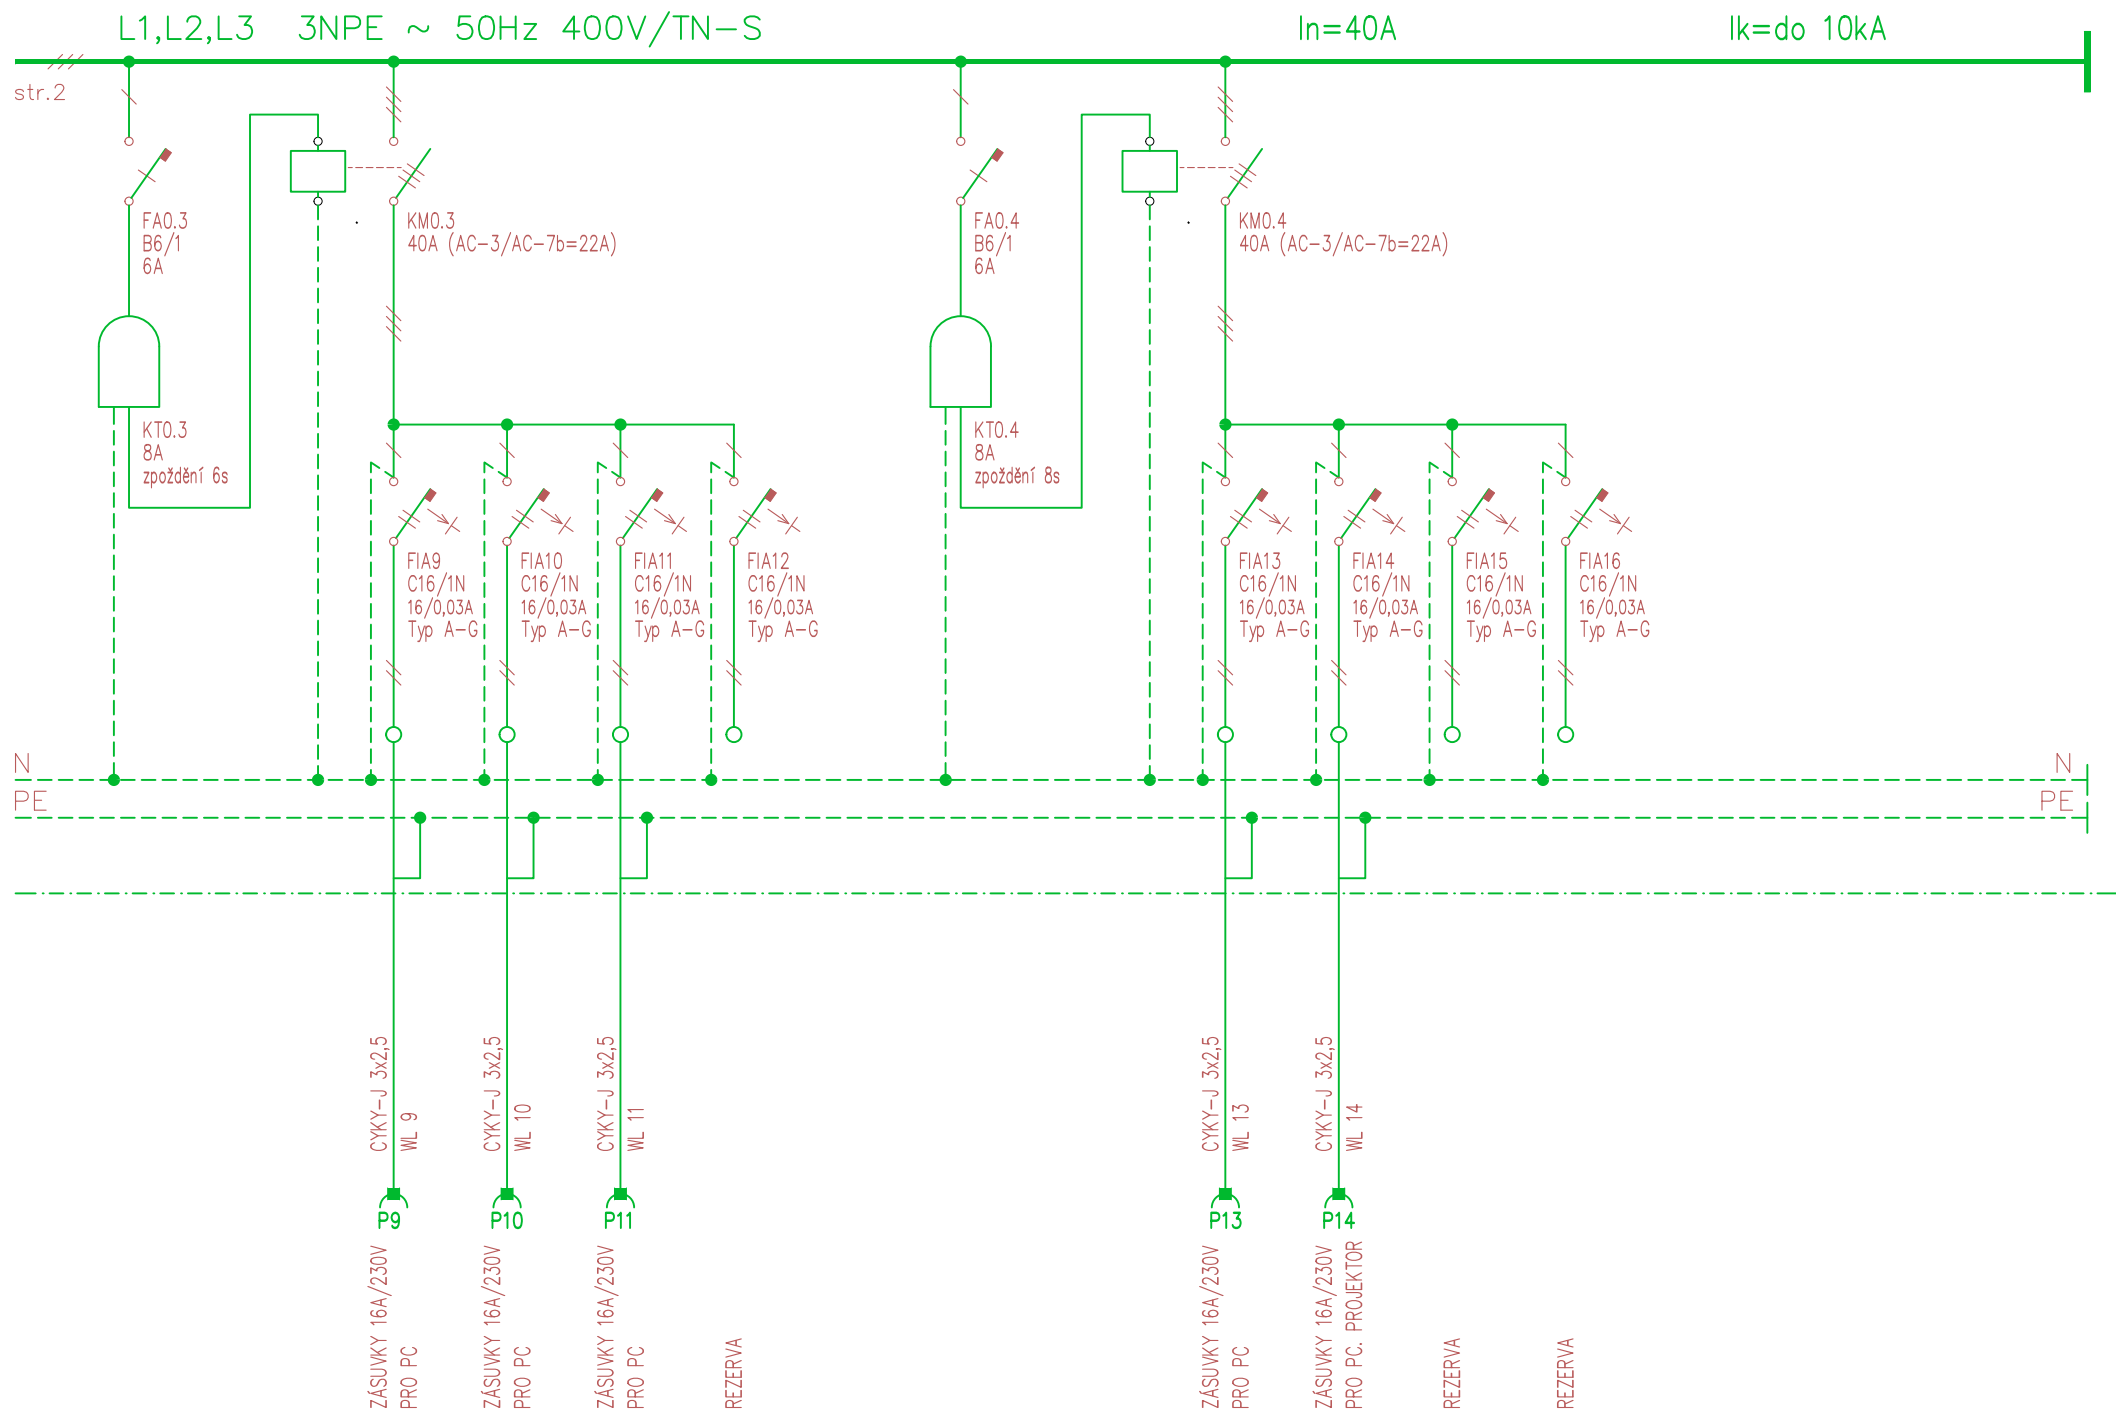 L1,L2,L3 3NPE ~ 50Hz 400V/TN-S In=40A Ik=do 10kA
str.2
FA0.3
B6/1
6A
KM0.3
40A (AC-3/AC-7b=22A)
FA0.4
B6/1
6A
KM0.4
40A (AC-3/AC-7b=22A)
KT0.3
8A
zpoždění 6s
KT0.4
8A
zpoždění 8s
FIA9
C16/1N
16/0,03A
Typ A-G
FIA10
C16/1N
16/0,03A
Typ A-G
FIA11
C16/1N
16/0,03A
Typ A-G
FIA12
C16/1N
16/0,03A
Typ A-G
FIA13
C16/1N
16/0,03A
Typ A-G
FIA14
C16/1N
16/0,03A
Typ A-G
FIA15
C16/1N
16/0,03A
Typ A-G
FIA16
C16/1N
16/0,03A
Typ A-G
N N
PE PE
CYKY-J 3x2,5
WL 9
CYKY-J 3x2,5
WL 10
CYKY-J 3x2,5
WL 11
CYKY-J 3x2,5
WL 13
CYKY-J 3x2,5
WL 14
P9
P10
P11
P13
P14
ZÁSUVKY 16A/230V
PRO PC
ZÁSUVKY 16A/230V
PRO PC
ZÁSUVKY 16A/230V
PRO PC
REZERVA
ZÁSUVKY 16A/230V
PRO PC
ZÁSUVKY 16A/230V
PRO PC. PROJEKTOR
REZERVA
REZERVA